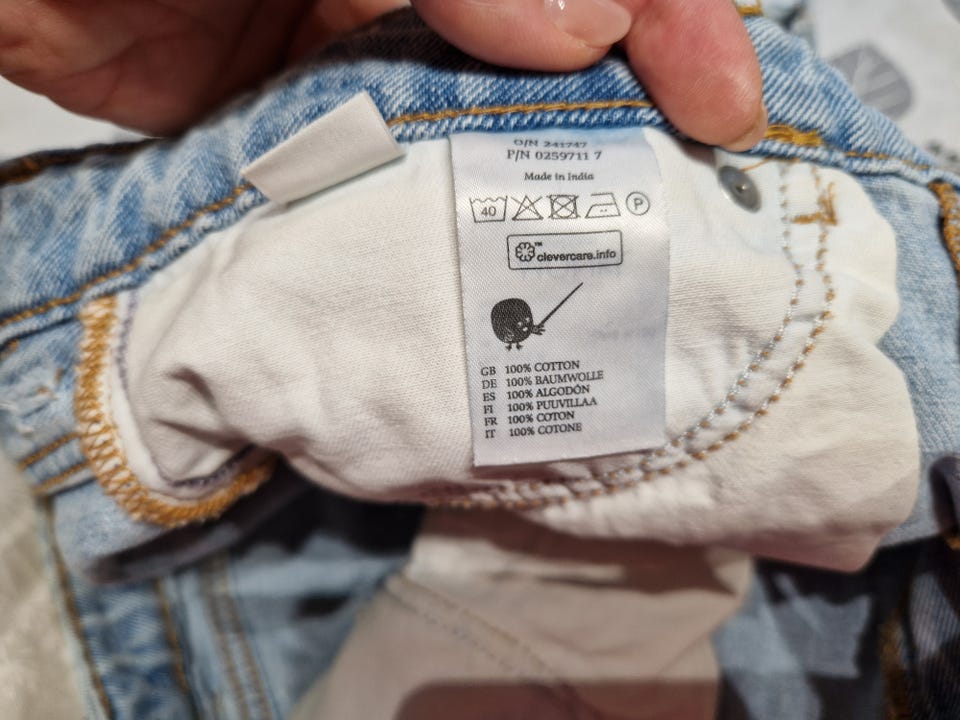 O/N 241747
P/N 0259711 7
Made in India
40 P
™
clevercare.info
GB 100% COTTON
DE 100% BAUMWOLLE
ES 100% ALGODÓN
FI 100% PUUVILLAA
FR 100% COTON
IT 100% COTONE